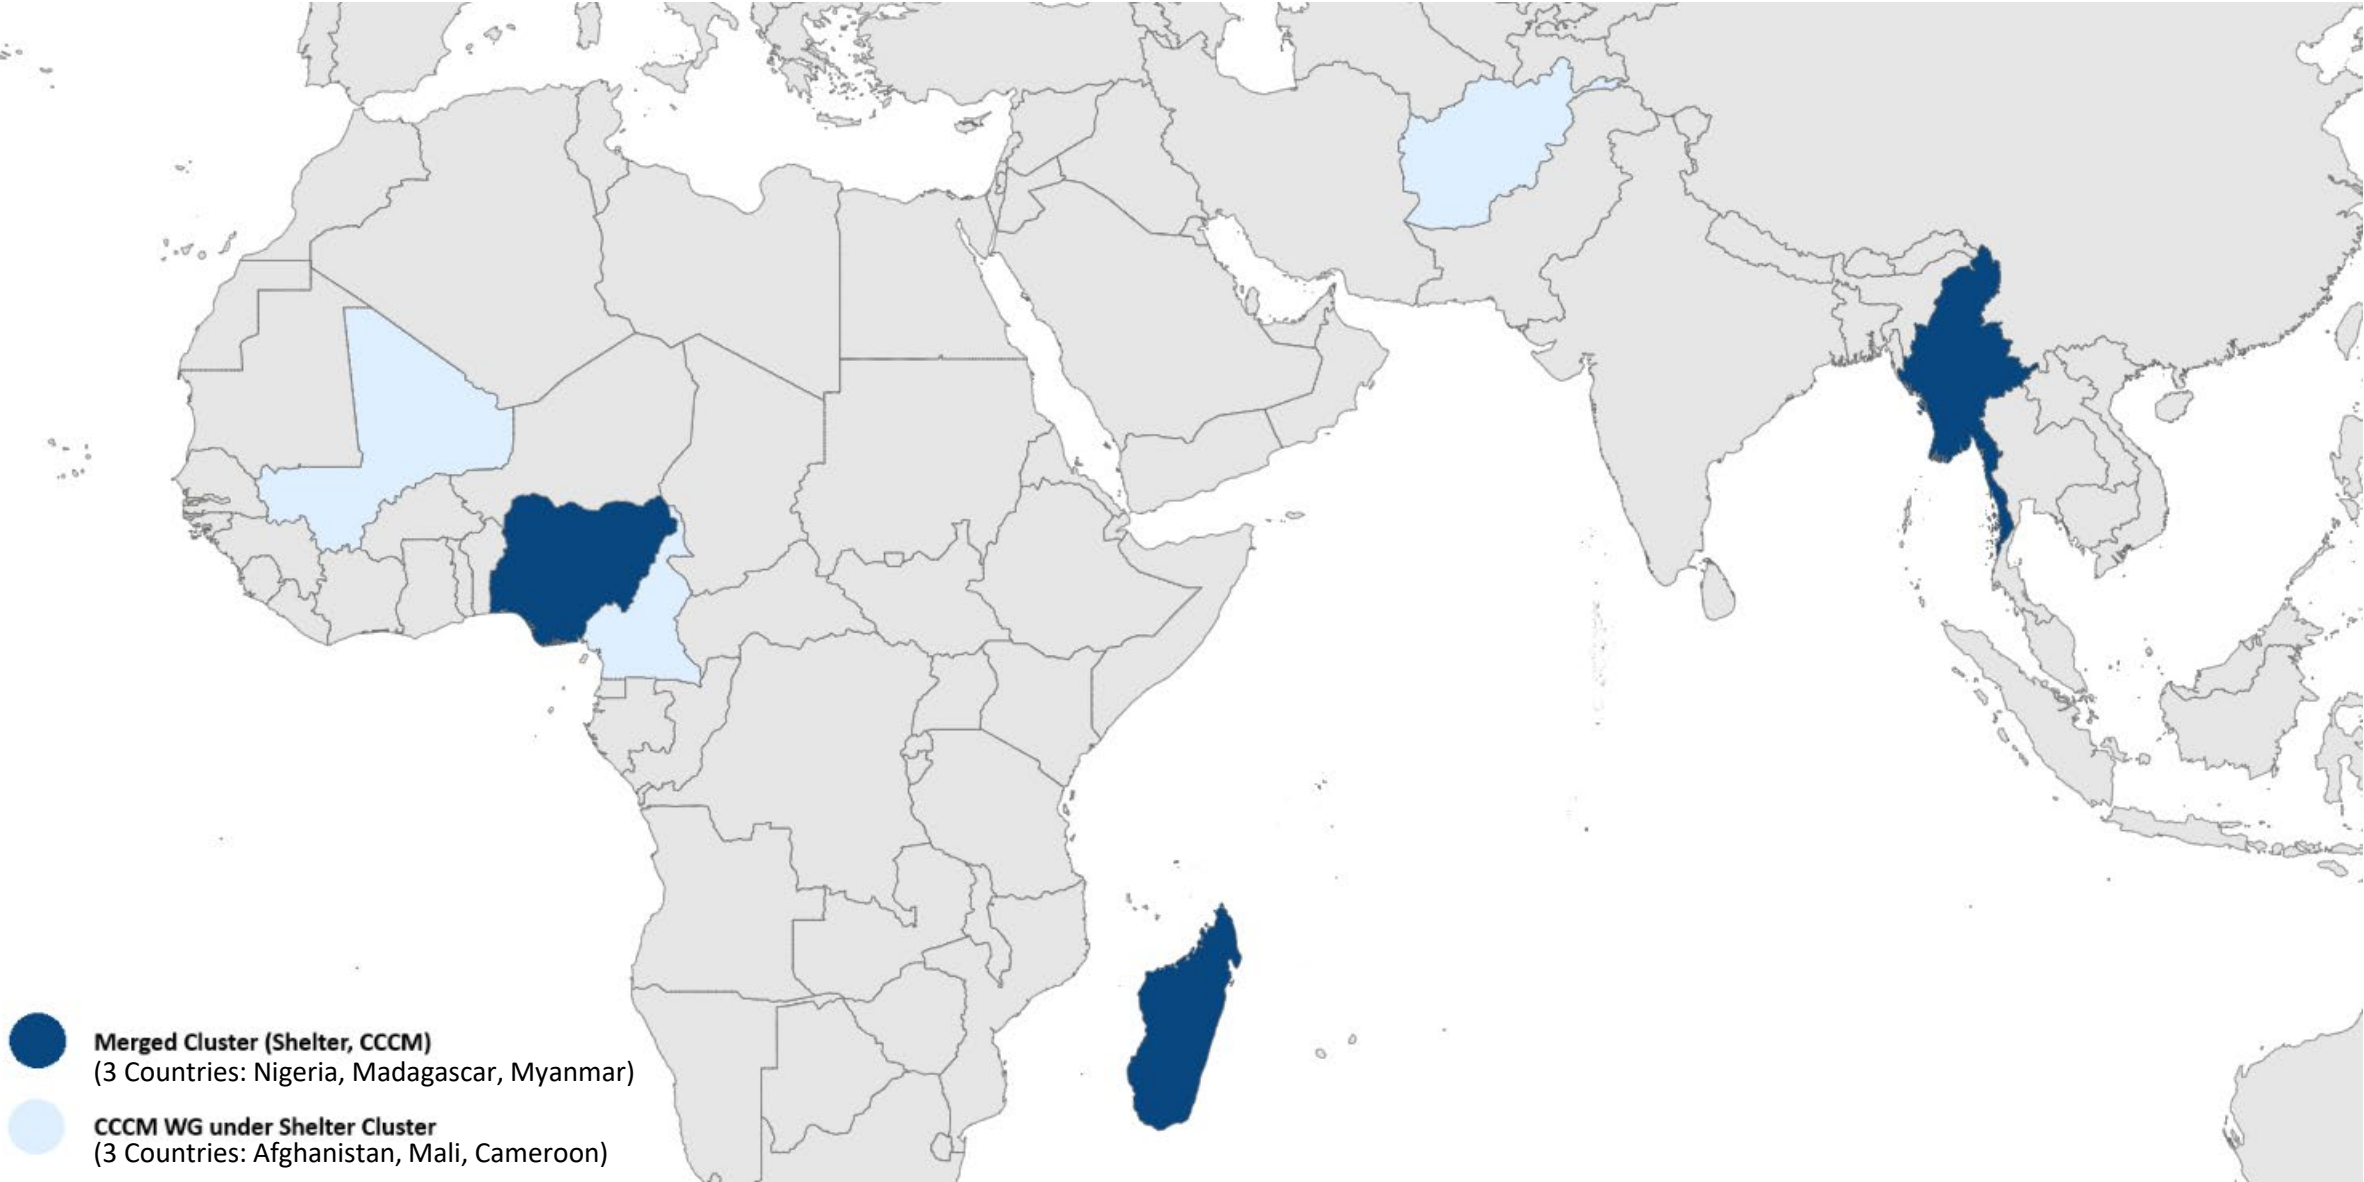 Merged Cluster (Shelter, CCCM)
(3 Countries: Nigeria, Madagascar, Myanmar)
CCCM WG under Shelter Cluster
(3 Countries: Afghanistan, Mali, Cameroon)